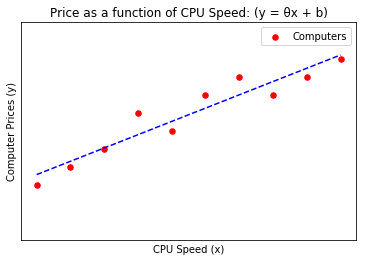 Price as a function of CPU Speed: (y = θx + b)
Computers
Computer Prices (y)
CPU Speed (x)